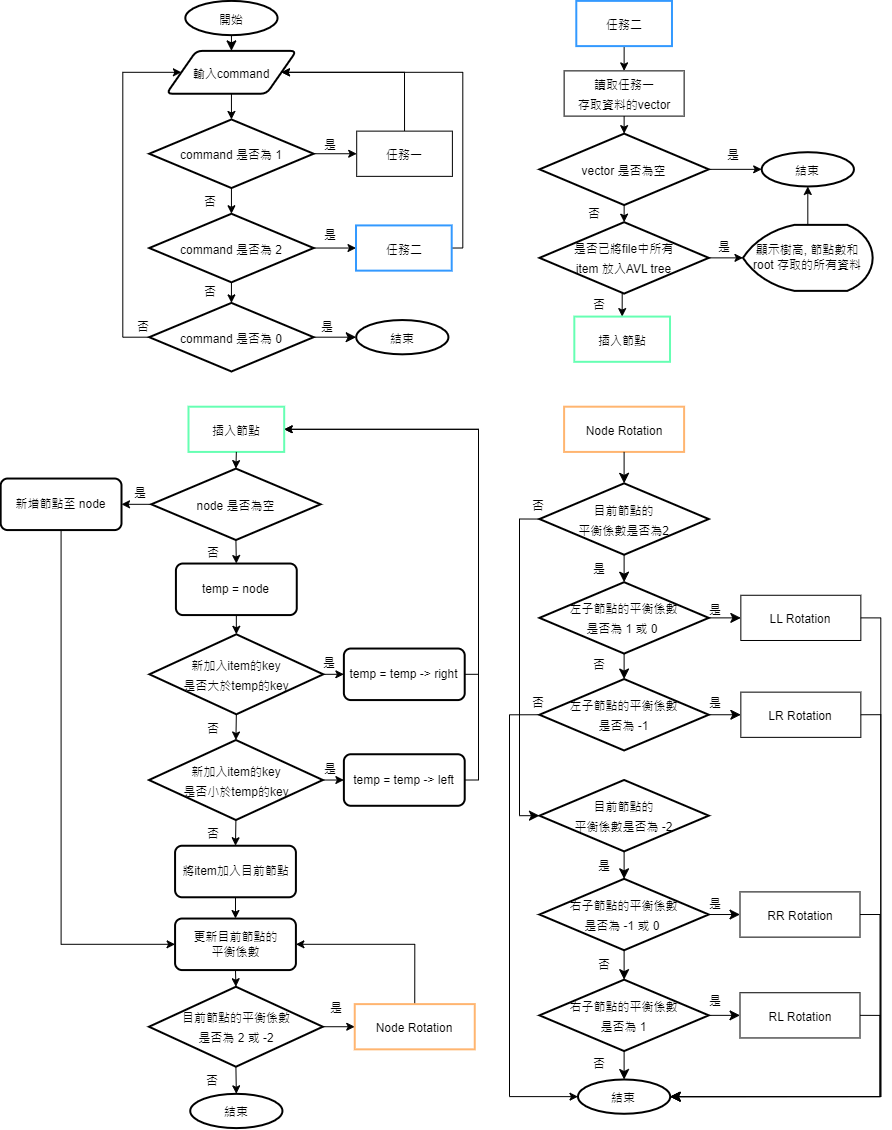 開始
輸入command
command 是否為 1
是
任務一
否
command 是否為 2
是
任務二
否
command 是否為 0
否
是
結束
任務二
讀取任務一
存取資料的vector
vector 是否為空
是
結束
否
是否已將file中所有
item 放入AVL tree
是
顯示樹高, 節點數和
root 存取的所有資料
否
插入節點
插入節點
node 是否為空
是
新增節點至 node
否
temp = node
新加入item的key
是否大於temp的key
是
temp = temp -> right
否
新加入item的key
是否小於temp的key
是
temp = temp -> left
否
將item加入目前節點
更新目前節點的
平衡係數
目前節點的平衡係數
是否為 2 或 -2
是
Node Rotation
否
結束
Node Rotation
目前節點的
平衡係數是否為2
否
是
左子節點的平衡係數
是否為 1 或 0
是
LL Rotation
否
左子節點的平衡係數
是否為 -1
否
是
LR Rotation
目前節點的
平衡係數是否為 -2
是
右子節點的平衡係數
是否為 -1 或 0
是
RR Rotation
否
右子節點的平衡係數
是否為 1
是
RL Rotation
否
結束